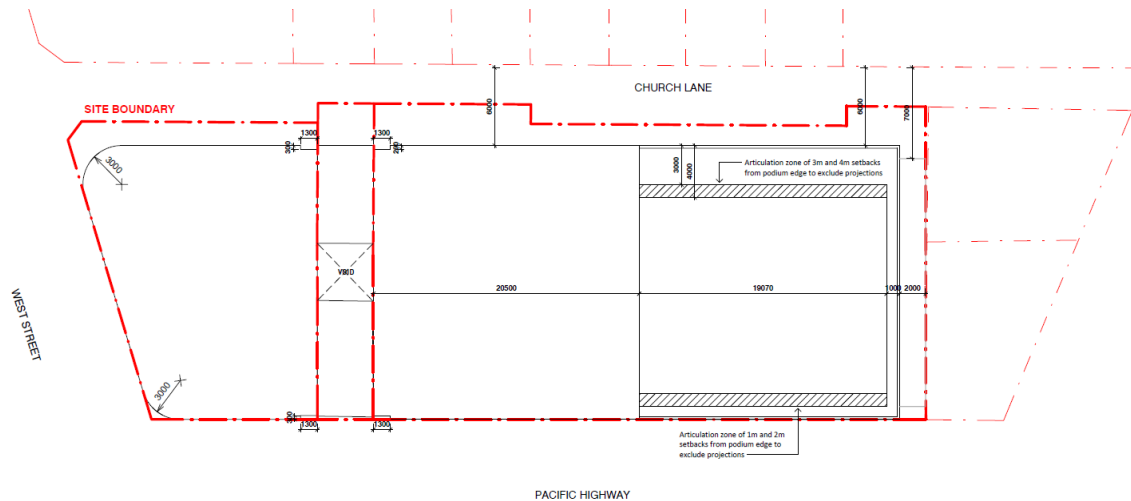 CHURCH LANE
SITE BOUNDARY
6000
6000
7000
1300
1300
300
200
3000
3000
4000
Articulation zone of 3m and 4m setbacks
from podium edge to exclude projections
VOID
20500
19070
1000
2000
WEST STREET
3000
300
1300
1300
Articulation zone of 1m and 2m
setbacks from podium edge to
exclude projections
PACIFIC HIGHWAY